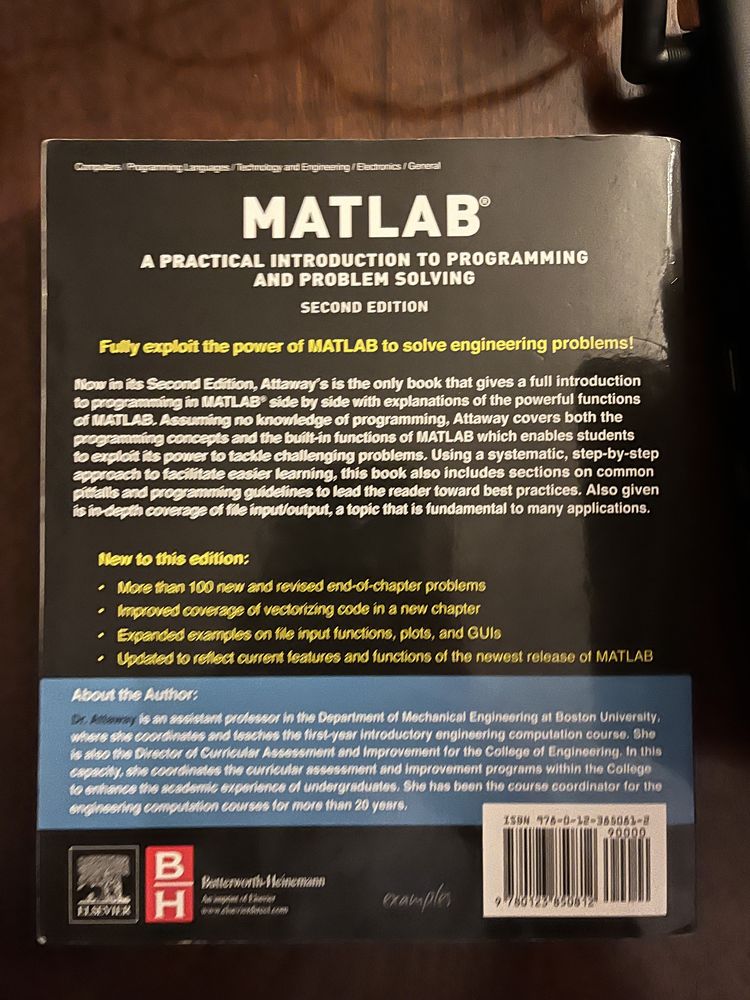 Computers / Programming Languages / Technology and Engineering / Electronics / General
MATLAB®
A PRACTICAL INTRODUCTION TO PROGRAMMING
AND PROBLEM SOLVING
SECOND EDITION
Fully exploit the power of MATLAB to solve engineering problems!
Now in its Second Edition, Attaway's is the only book that gives a full introduction
to programming in MATLAB® side by side with explanations of the powerful functions
of MATLAB. Assuming no knowledge of programming, Attaway covers both the
programming concepts and the built-in functions of MATLAB which enables students
to exploit its power to tackle challenging problems. Using a systematic, step-by-step
approach to facilitate easier learning, this book also includes sections on common
pitfalls and programming guidelines to lead the reader toward best practices. Also given
is in-depth coverage of file input/output, a topic that is fundamental to many applications.
New to this edition:
• More than 100 new and revised end-of-chapter problems
• Improved coverage of vectorizing code in a new chapter
• Expanded examples on file input functions, plots, and GUIs
• Updated to reflect current features and functions of the newest release of MATLAB
About the Author:
Dr. Attaway is an assistant professor in the Department of Mechanical Engineering at Boston University,
where she coordinates and teaches the first-year introductory engineering computation course. She
is also the Director of Curricular Assessment and Improvement for the College of Engineering. In this
capacity, she coordinates the curricular assessment and improvement programs within the College
to enhance the academic experience of undergraduates. She has been the course coordinator for the
engineering computation courses for more than 20 years.
ISBN 978-0-12-385081-2
90000
9 780123 850812
ELSEVIER
B
H
Butterworth-Heinemann
An imprint of Elsevier
www.elsevierdirect.com
examples